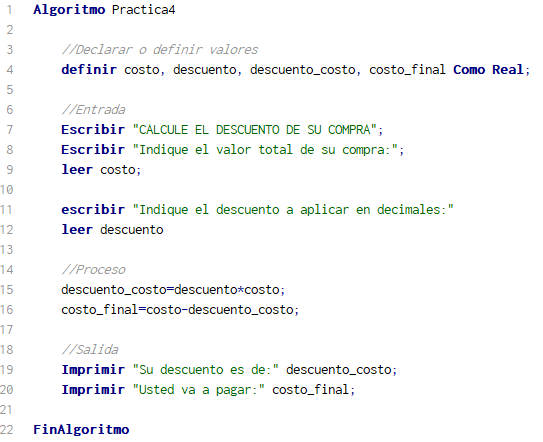 1 Algoritmo Practica4
2
3 //Declarar o definir valores
4 definir costo, descuento, descuento_costo, costo_final Como Real;
5
6 //Entrada
7 Escribir "CALCULE EL DESCUENTO DE SU COMPRA";
8 Escribir "Indique el valor total de su compra:";
9 leer costo;
10
11 escribir "Indique el descuento a aplicar en decimales:"
12 leer descuento
13
14 //Proceso
15 descuento_costo=descuento*costo;
16 costo_final=costo-descuento_costo;
17
18 //Salida
19 Imprimir "Su descuento es de:" descuento_costo;
20 Imprimir "Usted va a pagar:" costo_final;
21
22 FinAlgoritmo